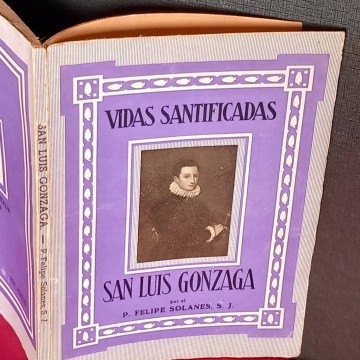 VIDAS SANTIFICADAS
SAN LUIS GONZAGA
por el
P. FELIPE SOLANES, S. J.
SAN LUIS GONZAGA — P. Felipe Solanes, S. J.